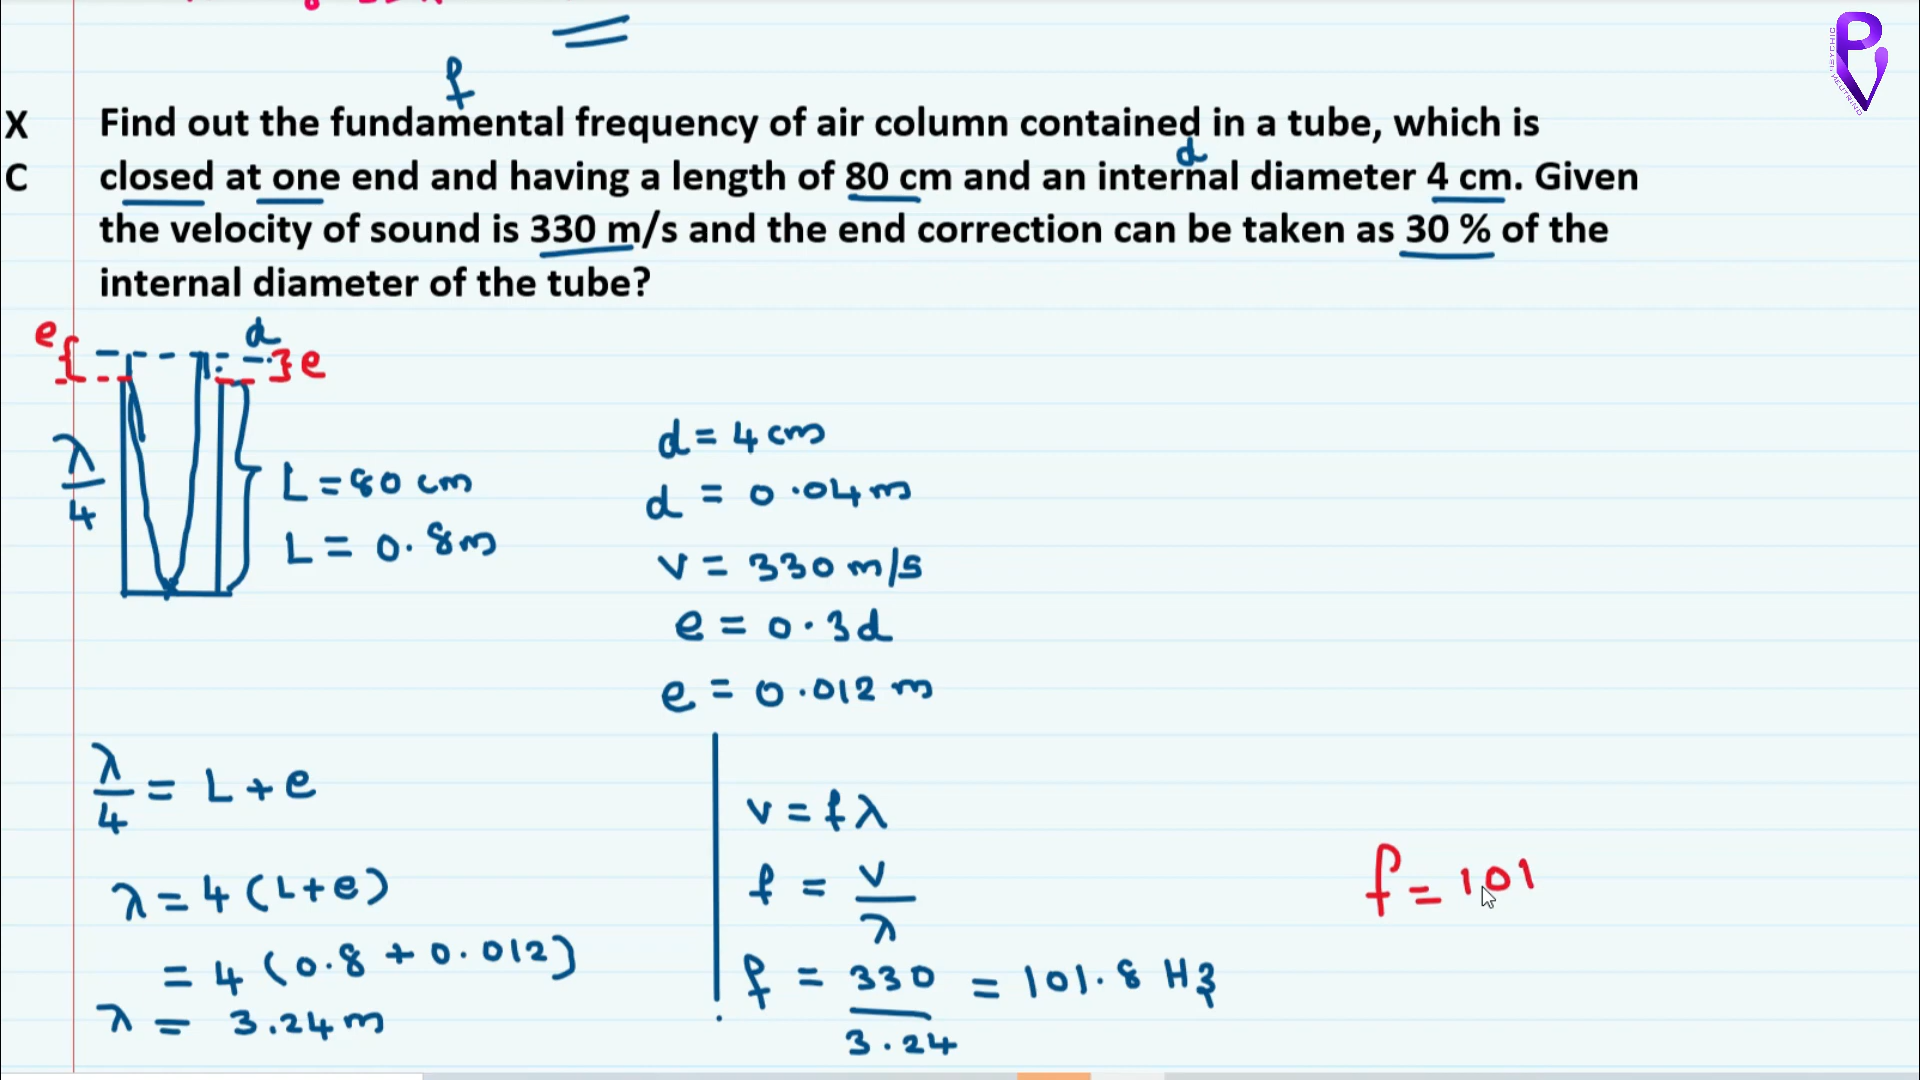 f
X Find out the fundamental frequency of air column contained in a tube, which is
d
C closed at one end and having a length of 80 cm and an internal diameter 4 cm. Given
the velocity of sound is 330 m/s and the end correction can be taken as 30 % of the
internal diameter of the tube?
e d e
λ/4
L = 80 cm
L = 0.8m
d = 4 cm
d = 0.04 m
v = 330 m/s
e = 0.3d
e = 0.012 m
λ/4 = L + e
λ = 4 (L+e)
= 4 (0.8 + 0.012)
λ = 3.24 m
v = f λ
f = v/λ
f = 330/3.24 = 101.8 Hz
f = 101